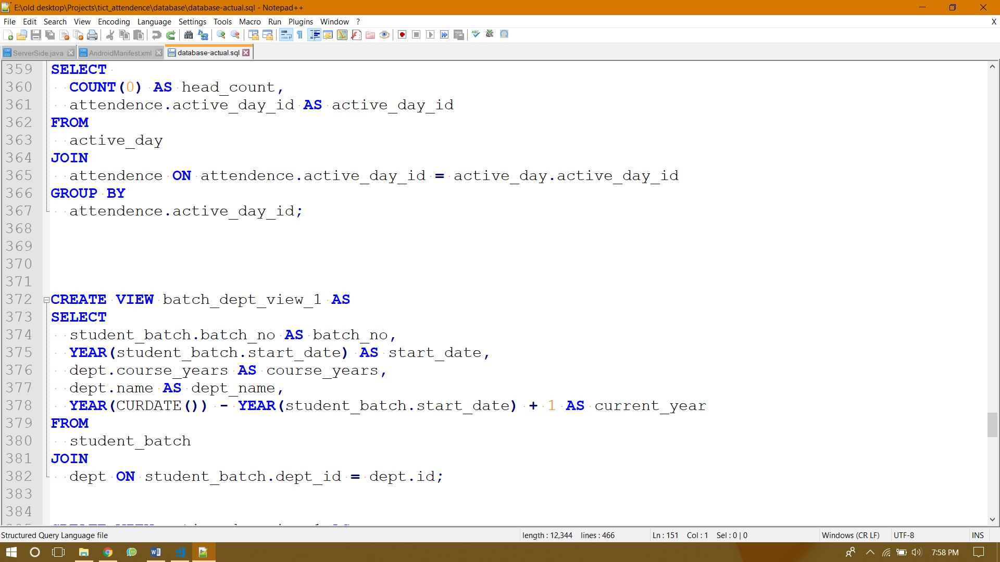 E:\old desktop\Projects\tict_attendence\database\database-actual.sql - Notepad++
File Edit Search View Encoding Language Settings Tools Macro Run Plugins Window ? X
ServerSide.java AndroidManifest.xml database-actual.sql
359 SELECT
360 COUNT(0) AS head_count,
361 attendence.active_day_id AS active_day_id
362 FROM
363 active_day
364 JOIN
365 attendence ON attendence.active_day_id = active_day.active_day_id
366 GROUP BY
367 attendence.active_day_id;
368
369
370
371
372 CREATE VIEW batch_dept_view_1 AS
373 SELECT
374 student_batch.batch_no AS batch_no,
375 YEAR(student_batch.start_date) AS start_date,
376 dept.course_years AS course_years,
377 dept.name AS dept_name,
378 YEAR(CURDATE()) - YEAR(student_batch.start_date) + 1 AS current_year
379 FROM
380 student_batch
381 JOIN
382 dept ON student_batch.dept_id = dept.id;
383
384
Structured Query Language file length : 12,344 lines : 466 Ln : 151 Col : 1 Sel : 0 | 0 Windows (CR LF) UTF-8 INS
7:58 PM